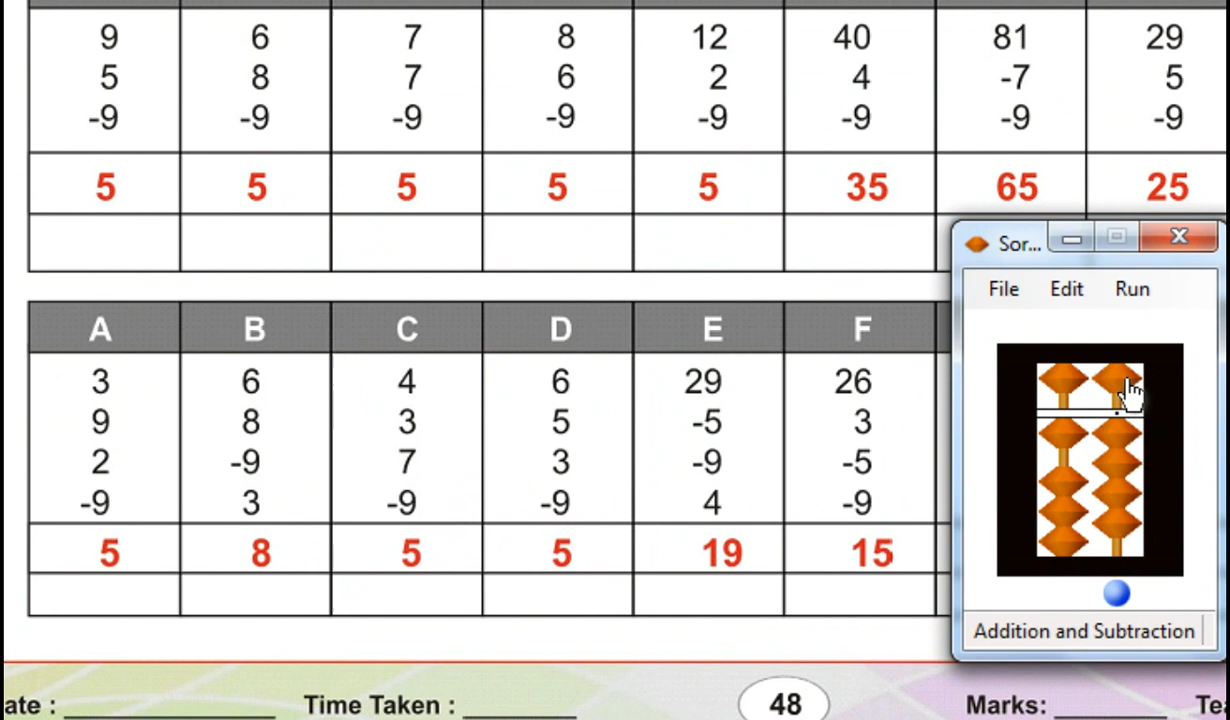 9 6 7 8 12 40 81 29
5 8 7 6 2 4 -7 5
-9 -9 -9 -9 -9 -9 -9 -9
5 5 5 5 5 35 65 25
A B C D E F
3 6 4 6 29 26
9 8 3 5 -5 3
2 -9 7 3 -9 -5
-9 3 -9 -9 4 -9
5 8 5 5 19 15
Sor...
File Edit Run
Addition and Subtraction
ate : Time Taken : 48 Marks: Te